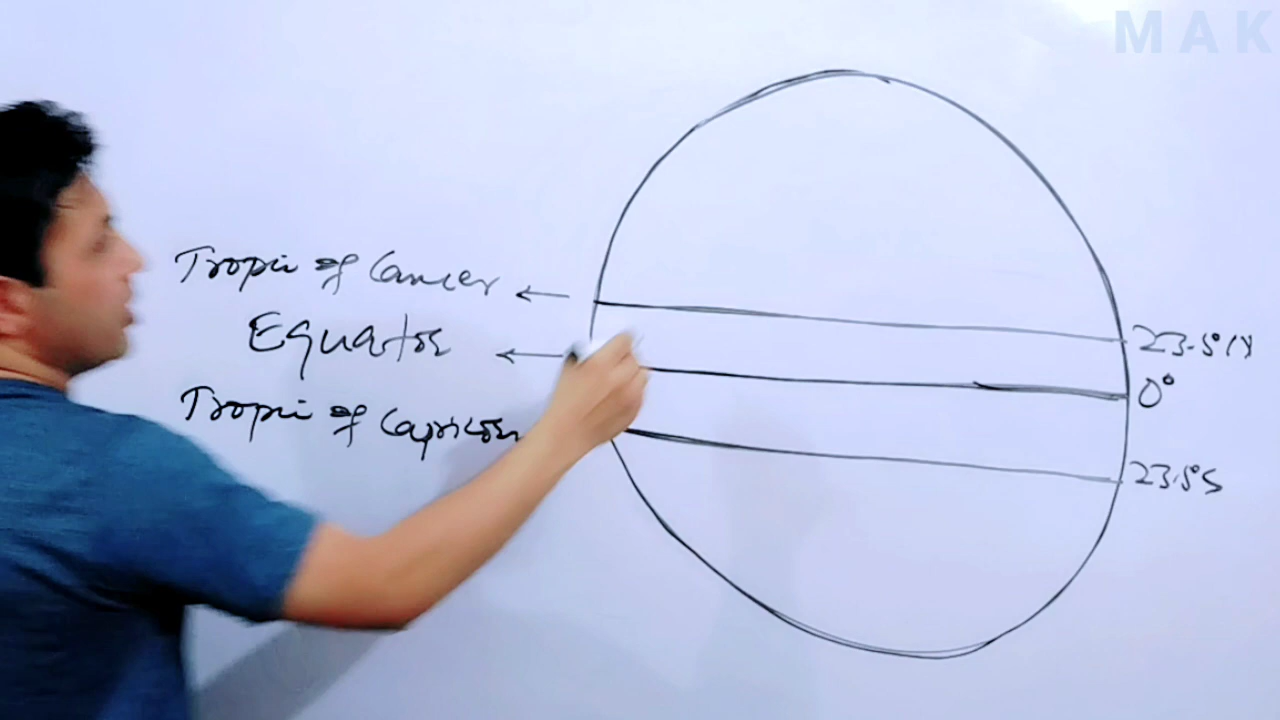 MAK
Tropic of Cancer
Equator
Tropic of Capricorn
23.5°N
0°
23.5°S